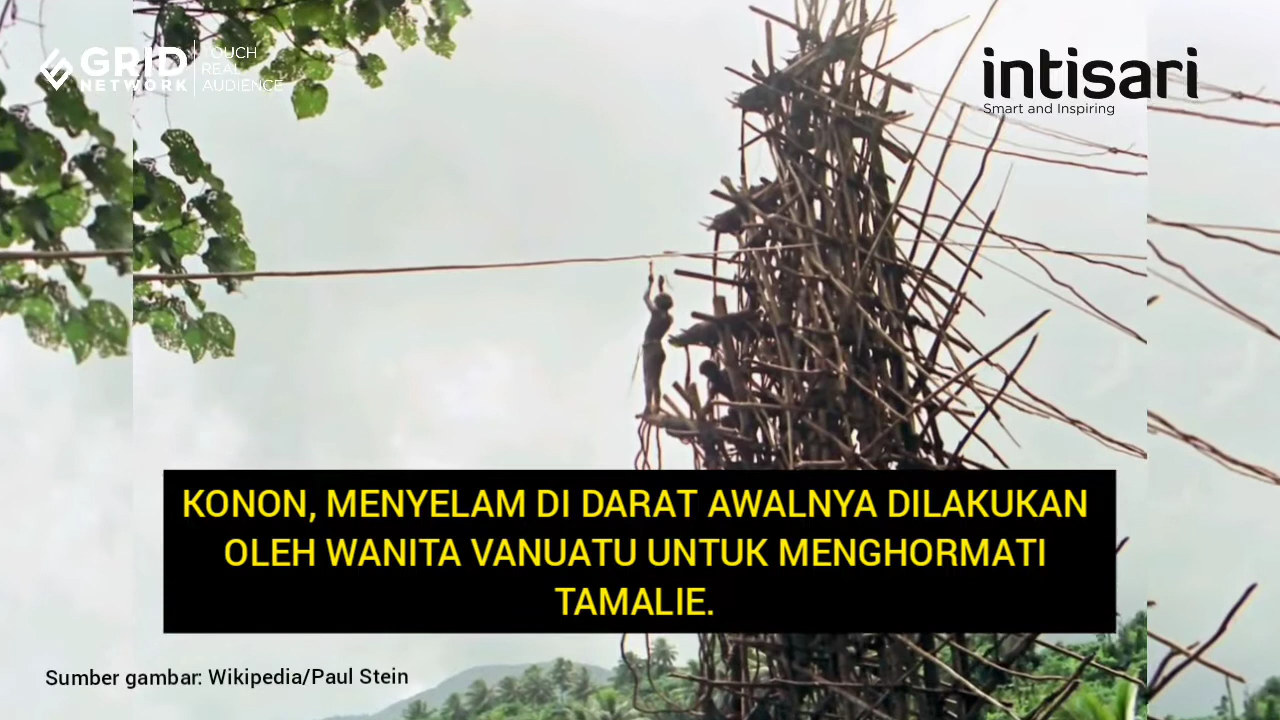 GRID
NETWORK
TOUCH
REAL
AUDIENCE
intisari
Smart and Inspiring
KONON, MENYELAM DI DARAT AWALNYA DILAKUKAN
OLEH WANITA VANUATU UNTUK MENGHORMATI
TAMALIE.
Sumber gambar: Wikipedia/Paul Stein